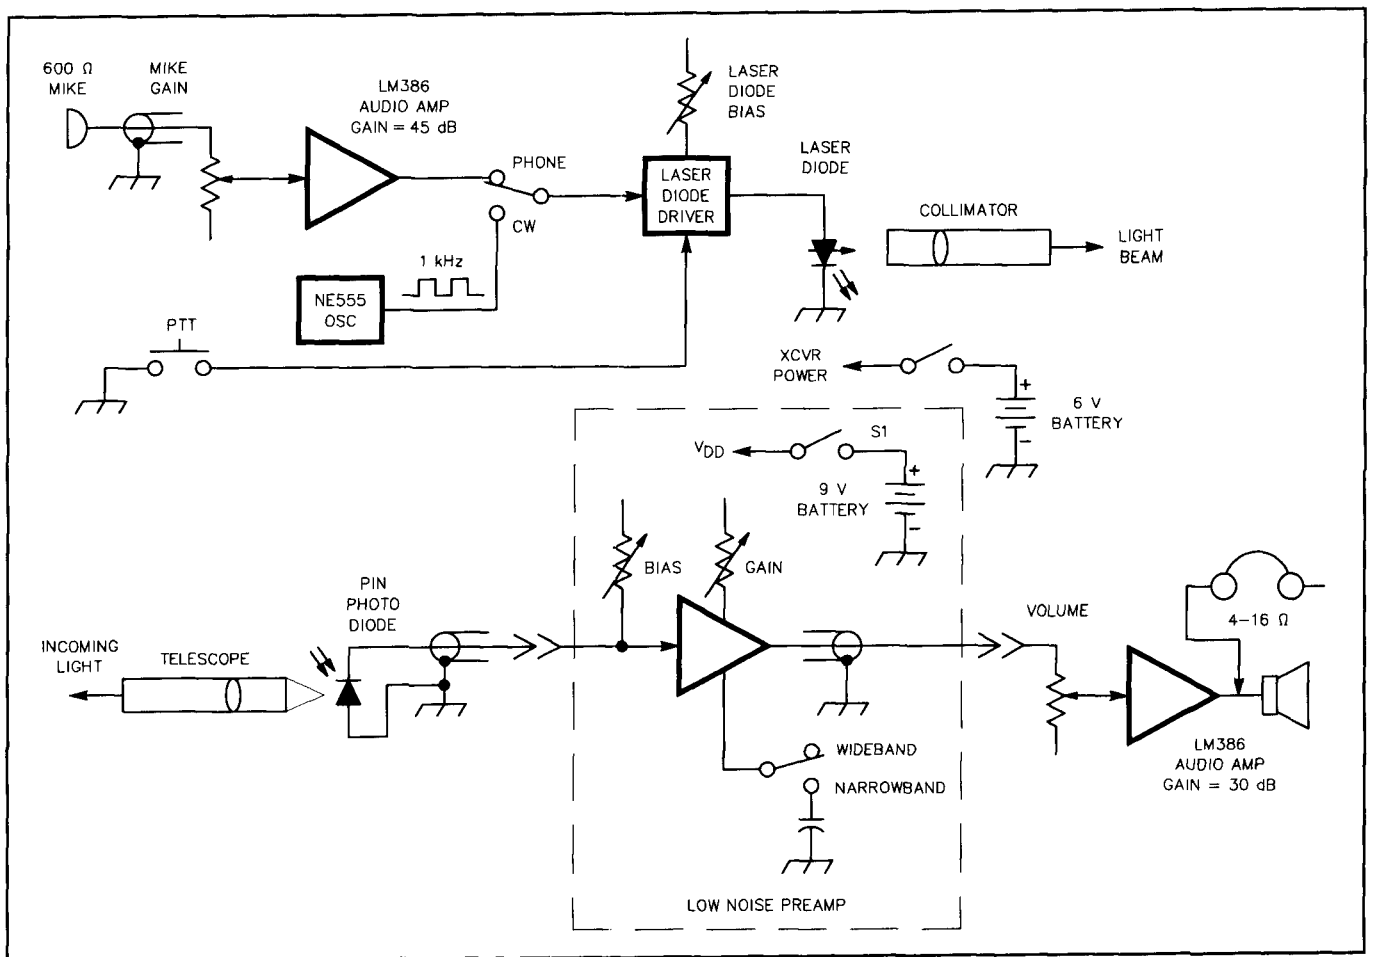 600 Ω
MIKE
MIKE
GAIN
LM386
AUDIO AMP
GAIN = 45 dB
PHONE
CW
1 kHz
NE555
OSC
PTT
LASER
DIODE
BIAS
LASER
DIODE
DRIVER
LASER
DIODE
COLLIMATOR
LIGHT
BEAM
XCVR
POWER
+
6 V
BATTERY
−
VDD
S1
+
9 V
BATTERY
−
BIAS
GAIN
PIN
PHOTO
DIODE
INCOMING
LIGHT
TELESCOPE
WIDEBAND
NARROWBAND
LOW NOISE PREAMP
VOLUME
4–16 Ω
LM386
AUDIO AMP
GAIN = 30 dB